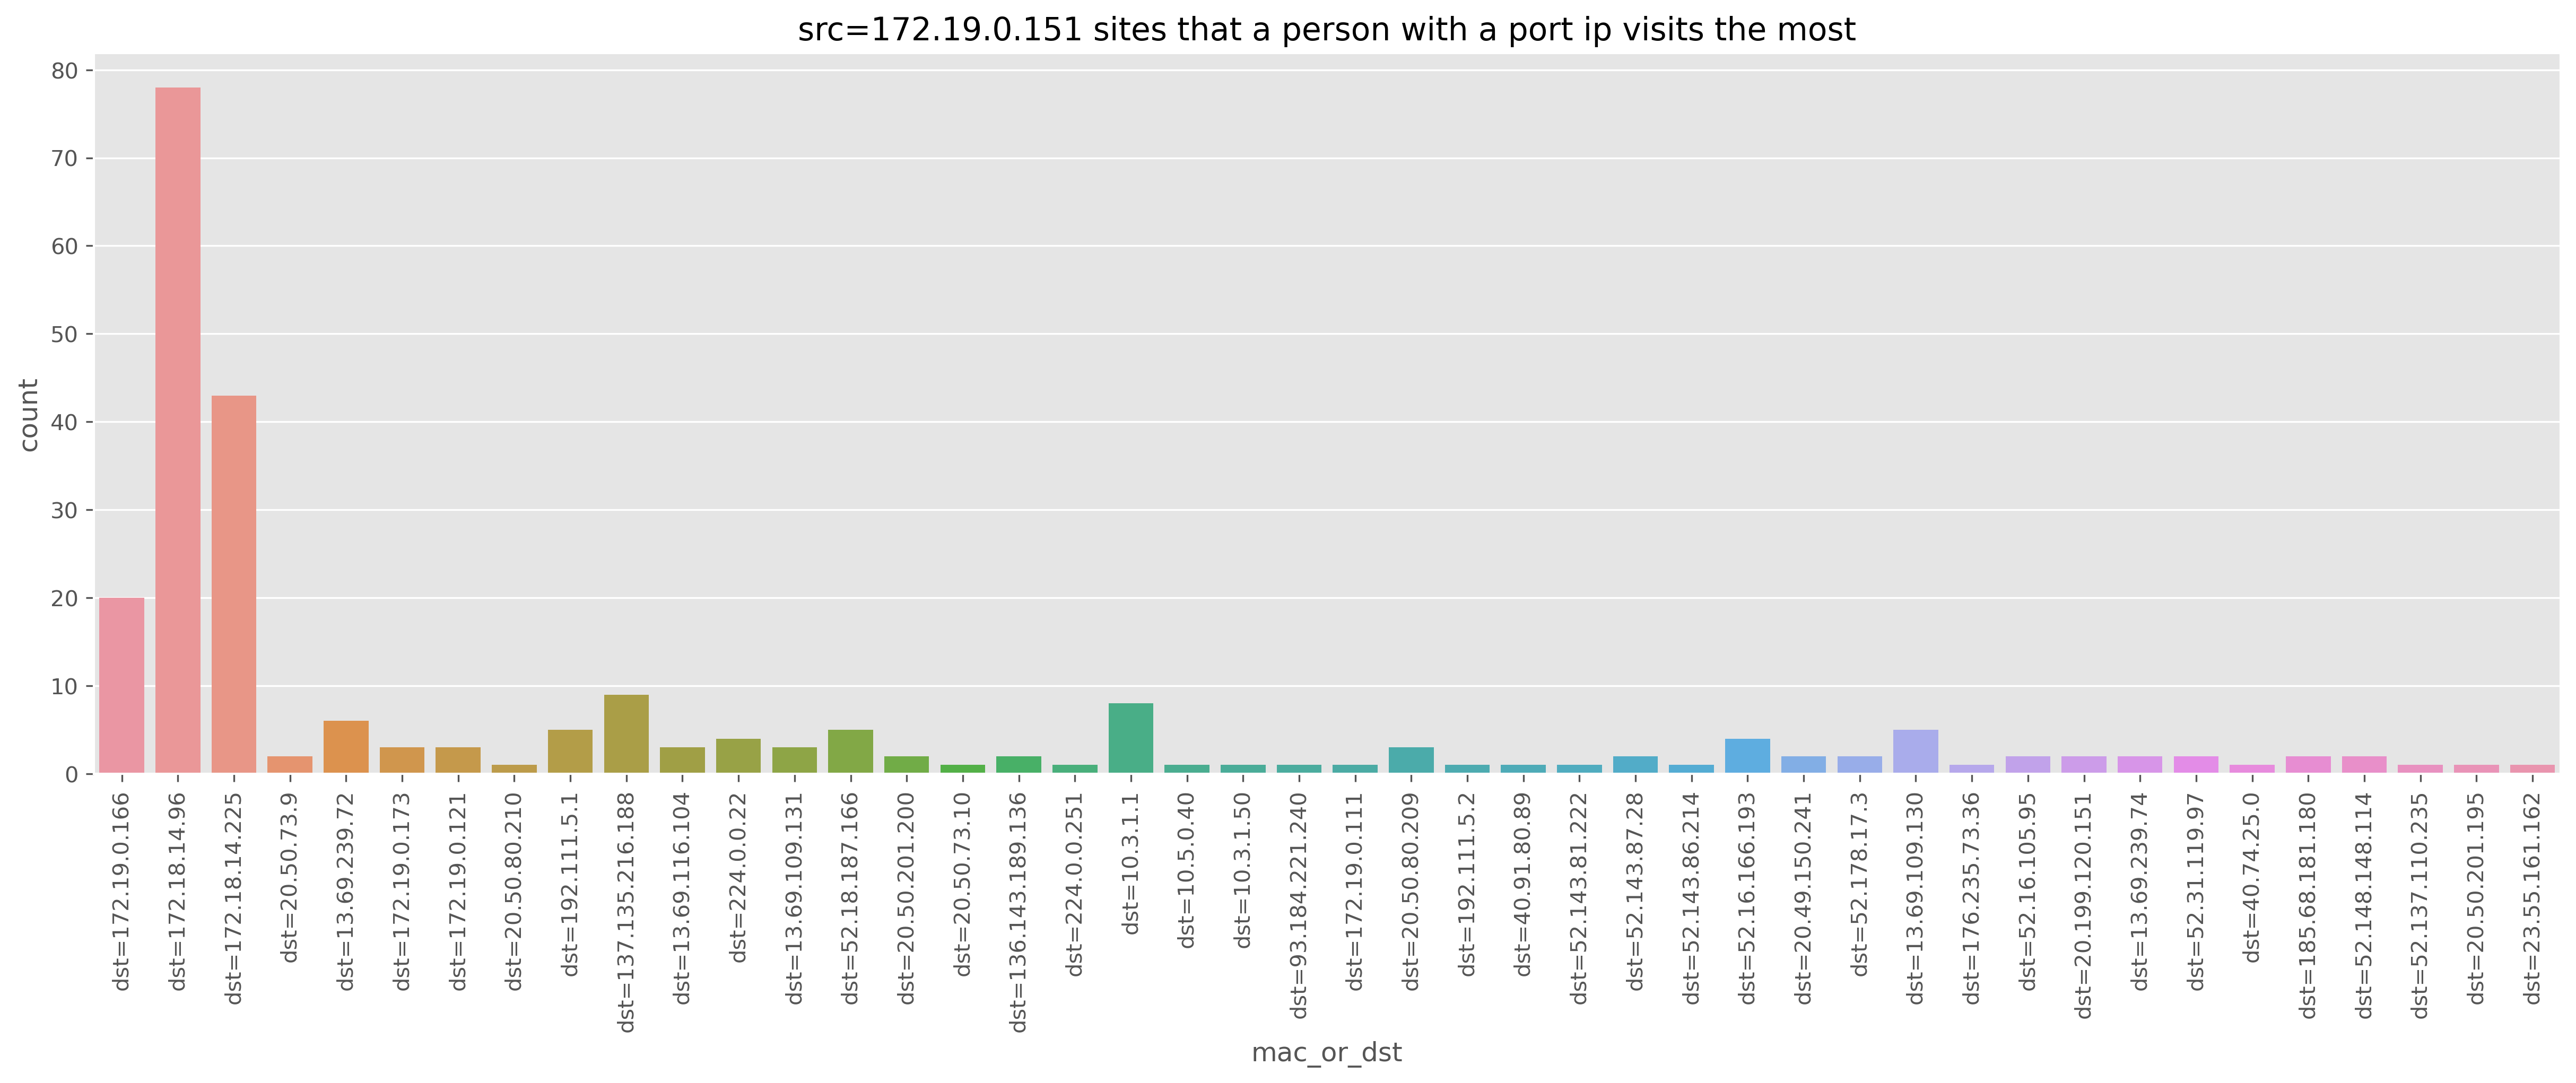 src=172.19.0.151 sites that a person with a port ip visits the most
count
80
70
60
50
40
30
20
10
0
dst=172.19.0.166
dst=172.18.14.96
dst=172.18.14.225
dst=20.50.73.9
dst=13.69.239.72
dst=172.19.0.173
dst=172.19.0.121
dst=20.50.80.210
dst=192.111.5.1
dst=137.135.216.188
dst=13.69.116.104
dst=224.0.0.22
dst=13.69.109.131
dst=52.18.187.166
dst=20.50.201.200
dst=20.50.73.10
dst=136.143.189.136
dst=224.0.0.251
dst=10.3.1.1
dst=10.5.0.40
dst=10.3.1.50
dst=93.184.221.240
dst=172.19.0.111
dst=20.50.80.209
dst=192.111.5.2
dst=40.91.80.89
dst=52.143.81.222
dst=52.143.87.28
dst=52.143.86.214
dst=52.16.166.193
dst=20.49.150.241
dst=52.178.17.3
dst=13.69.109.130
dst=176.235.73.36
dst=52.16.105.95
dst=20.199.120.151
dst=13.69.239.74
dst=52.31.119.97
dst=40.74.25.0
dst=185.68.181.180
dst=52.148.148.114
dst=52.137.110.235
dst=20.50.201.195
dst=23.55.161.162
mac_or_dst